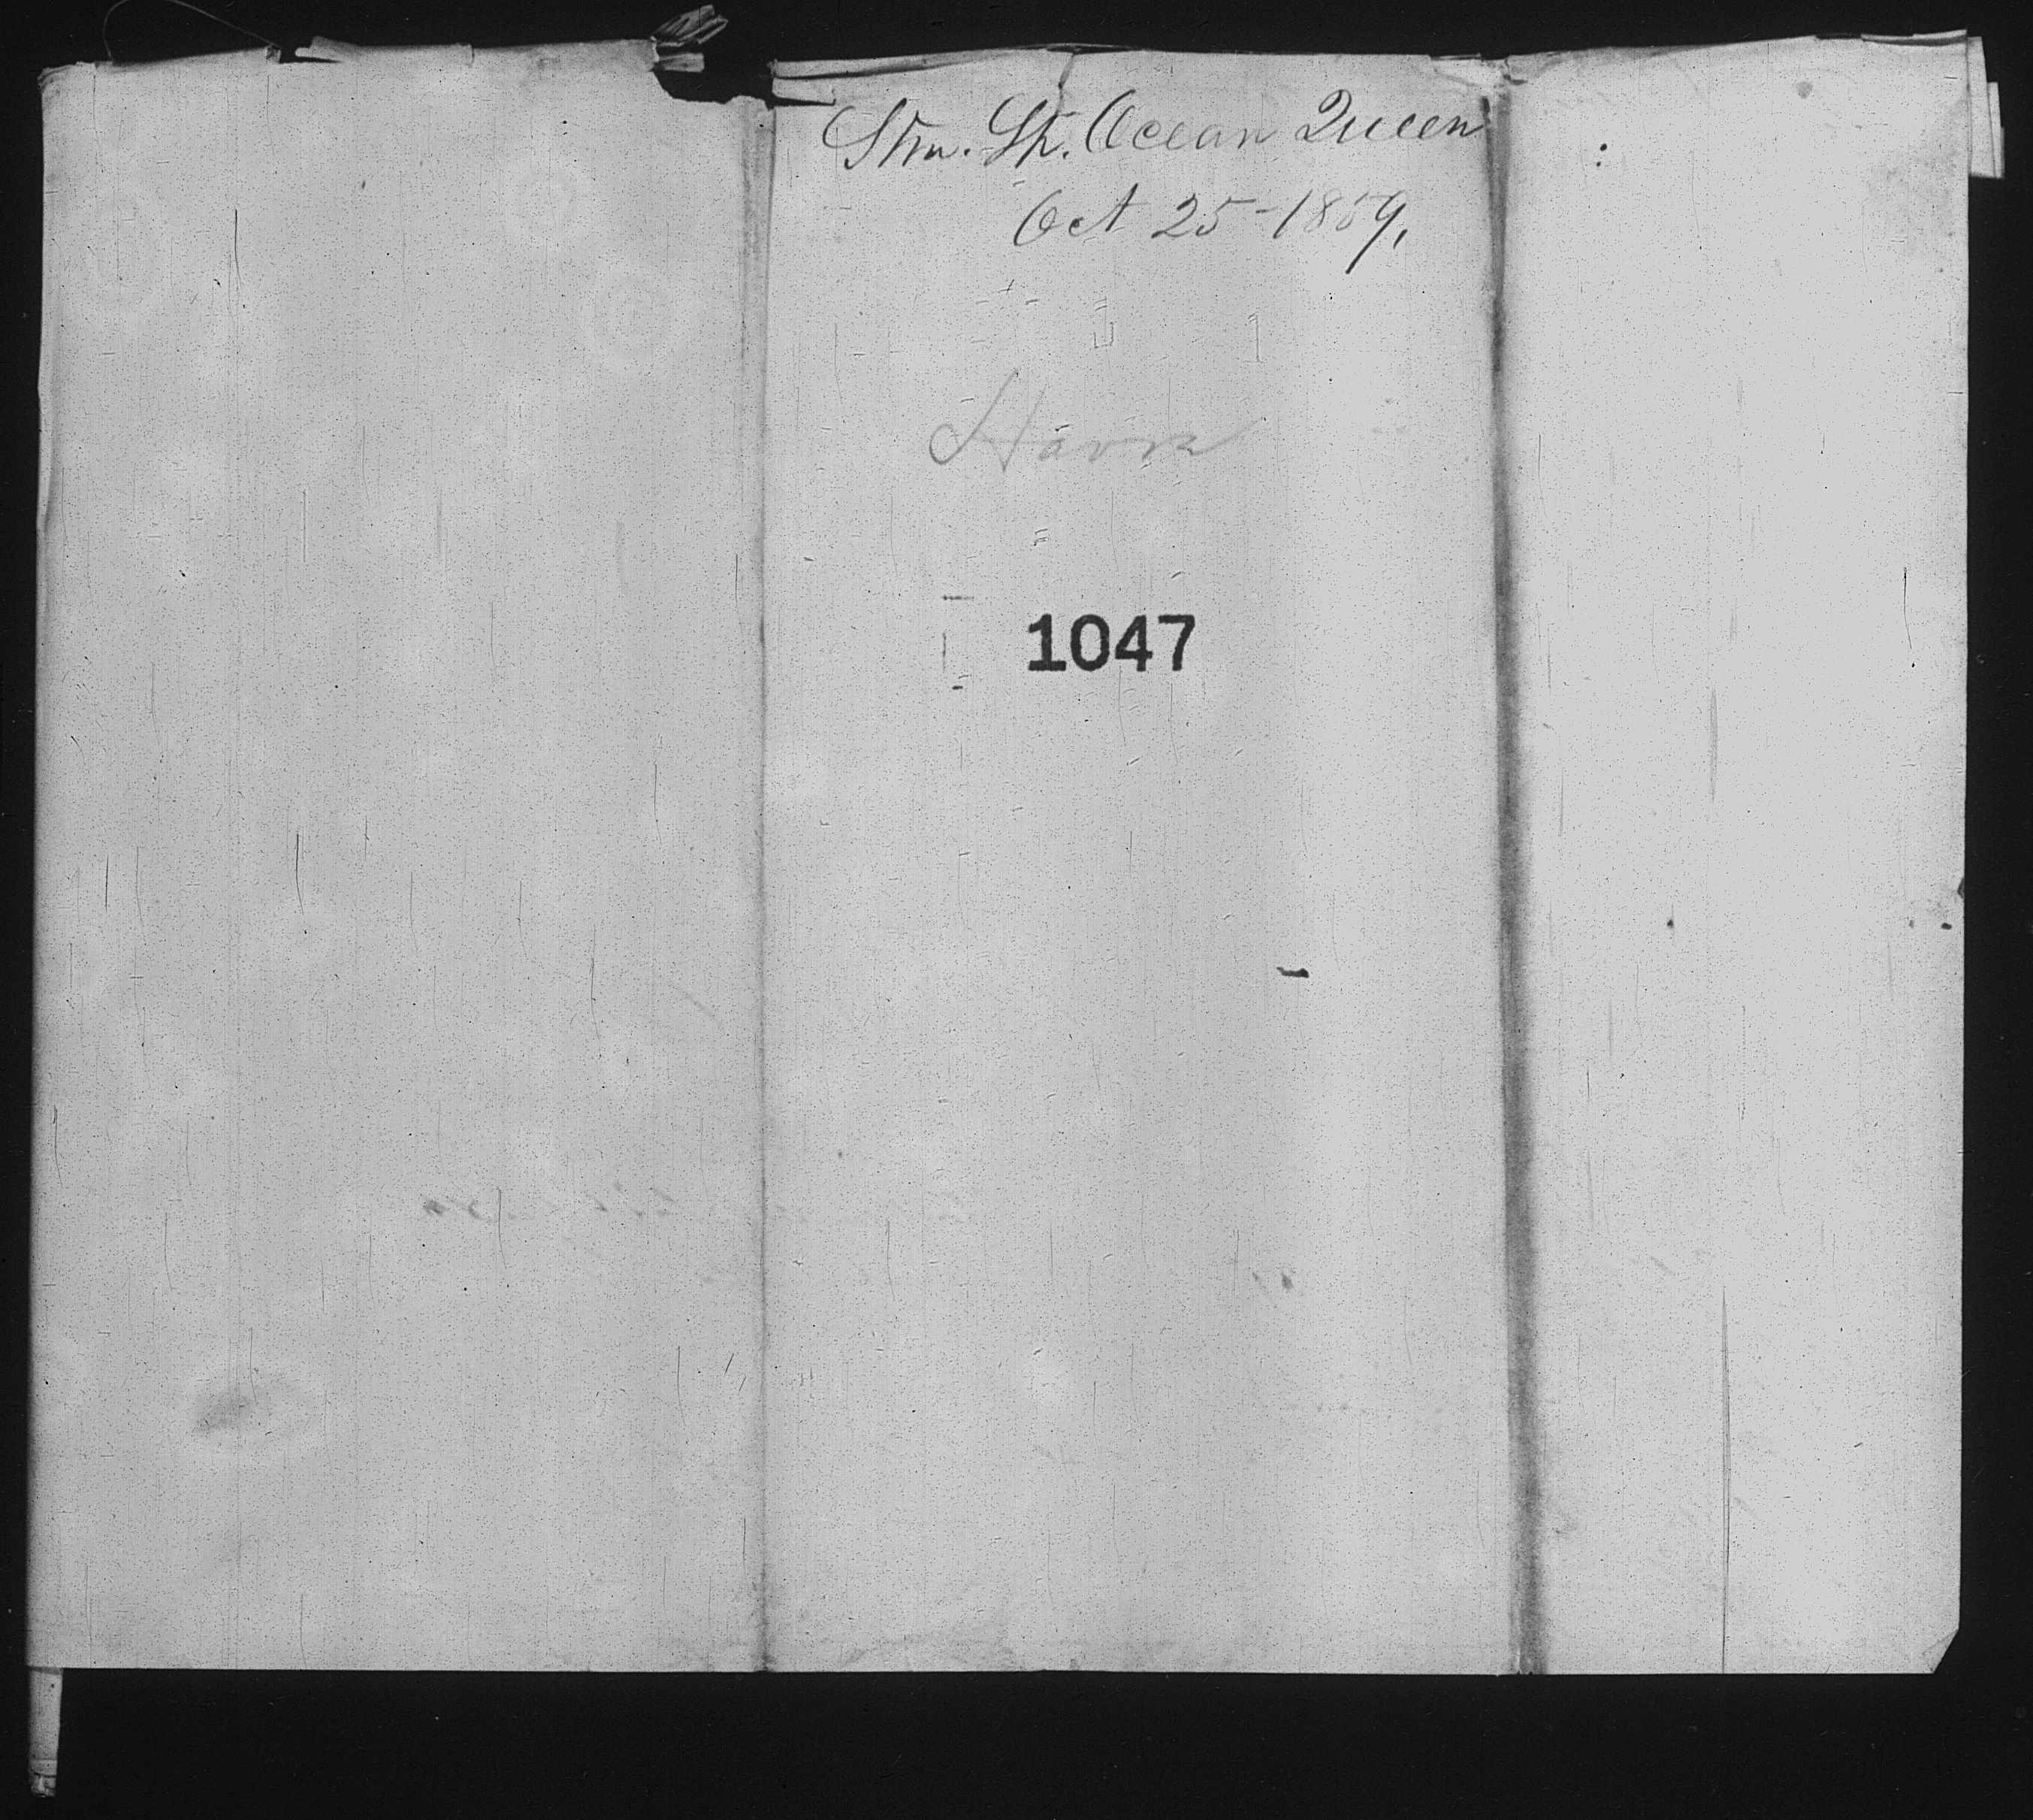 Stm. Sh. Ocean Queen
Oct 25-1859,
Havre
1047